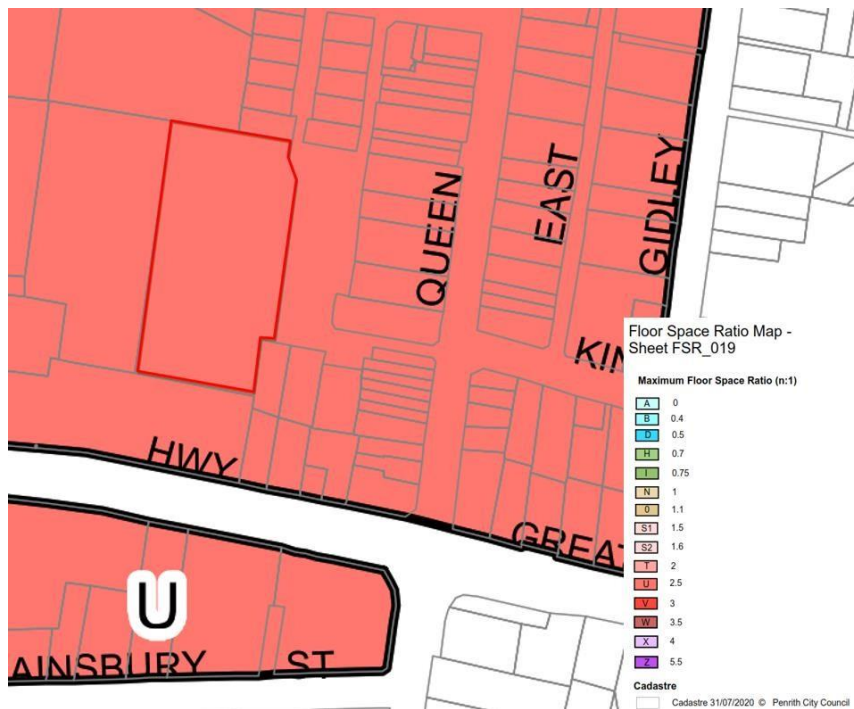 QUEEN
EAST
GIDLEY
KIN
HWY
GREAT
U
AINSBURY ST
Floor Space Ratio Map -
Sheet FSR_019
Maximum Floor Space Ratio (n:1)
A 0
B 0.4
D 0.5
H 0.7
I 0.75
N 1
0 1.1
S1 1.5
S2 1.6
T 2
U 2.5
V 3
W 3.5
X 4
Z 5.5
Cadastre
Cadastre 31/07/2020 © Penrith City Council